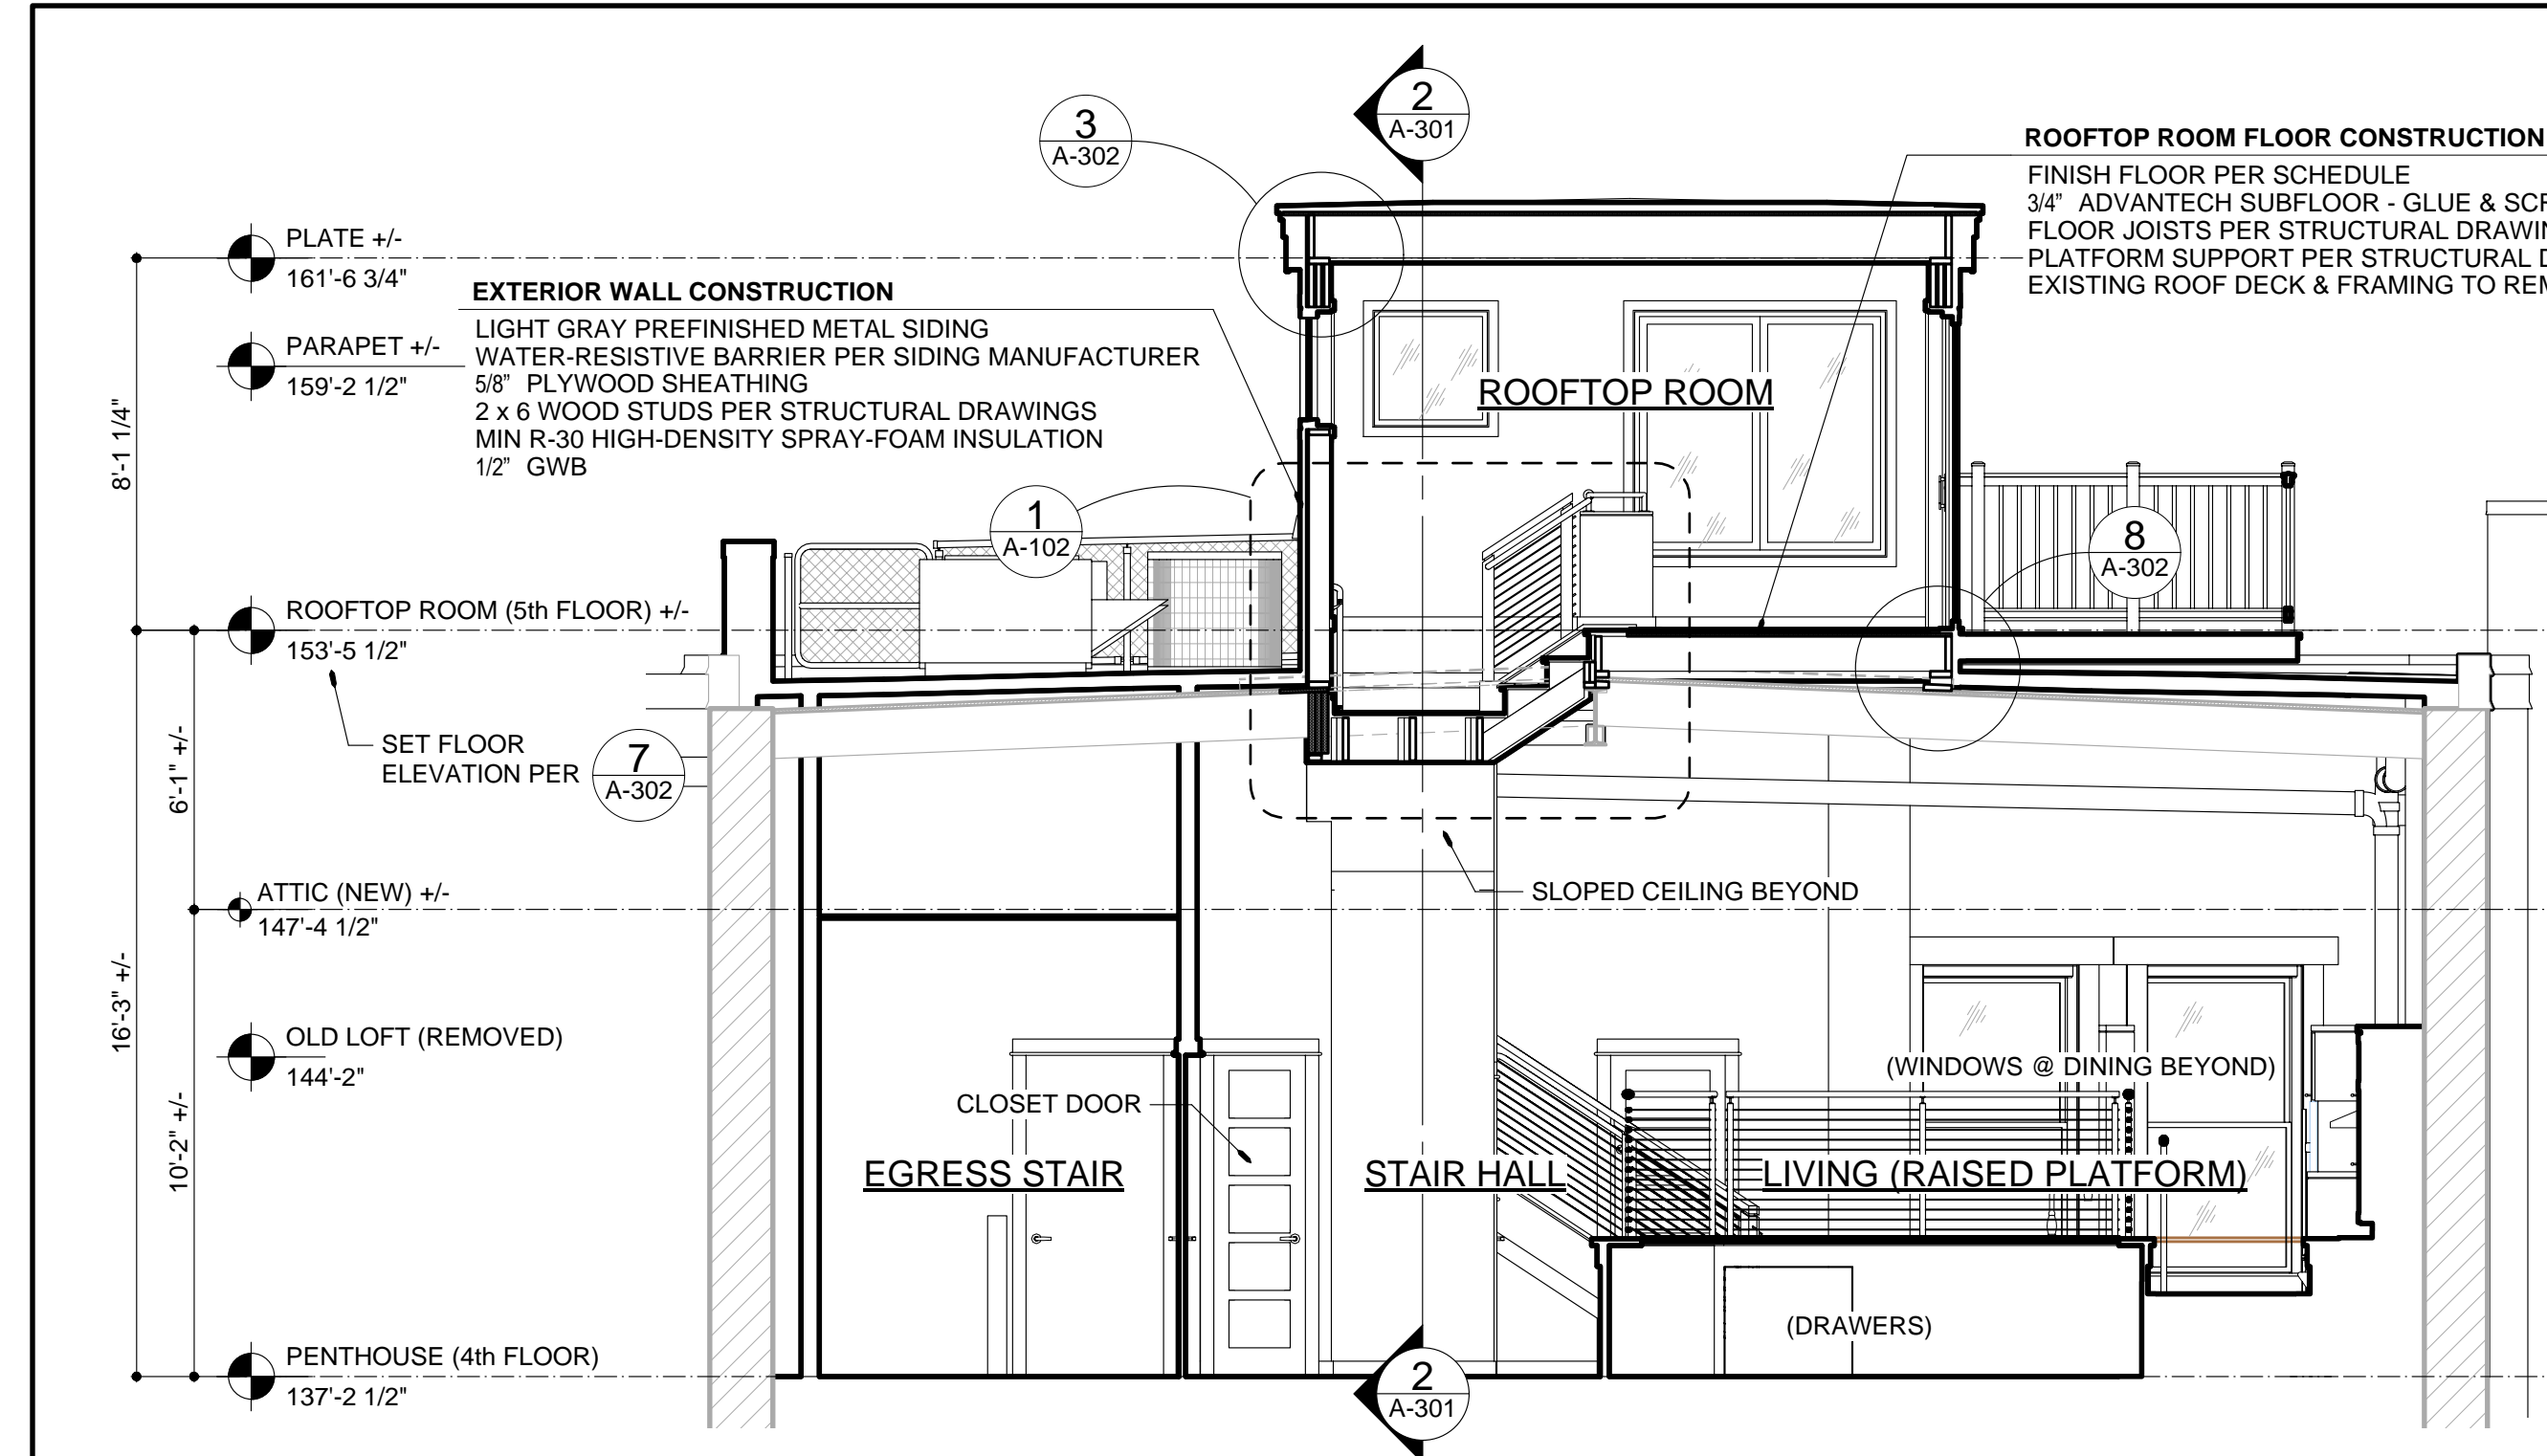 2
A-301
3
A-302
ROOFTOP ROOM FLOOR CONSTRUCTION
FINISH FLOOR PER SCHEDULE
3/4" ADVANTECH SUBFLOOR - GLUE & SCR
FLOOR JOISTS PER STRUCTURAL DRAWIN
PLATFORM SUPPORT PER STRUCTURAL D
EXISTING ROOF DECK & FRAMING TO REM
PLATE +/-
161'-6 3/4"
EXTERIOR WALL CONSTRUCTION
LIGHT GRAY PREFINISHED METAL SIDING
WATER-RESISTIVE BARRIER PER SIDING MANUFACTURER
5/8" PLYWOOD SHEATHING
2 x 6 WOOD STUDS PER STRUCTURAL DRAWINGS
MIN R-30 HIGH-DENSITY SPRAY-FOAM INSULATION
1/2" GWB
PARAPET +/-
159'-2 1/2"
8'-1 1/4"
ROOFTOP ROOM
1
A-102
8
A-302
ROOFTOP ROOM (5th FLOOR) +/-
153'-5 1/2"
SET FLOOR
ELEVATION PER
7
A-302
6'-1" +/-
ATTIC (NEW) +/-
147'-4 1/2"
SLOPED CEILING BEYOND
16'-3" +/-
OLD LOFT (REMOVED)
144'-2"
(WINDOWS @ DINING BEYOND)
CLOSET DOOR
10'-2" +/-
EGRESS STAIR
STAIR HALL
LIVING (RAISED PLATFORM)
(DRAWERS)
PENTHOUSE (4th FLOOR)
137'-2 1/2"
2
A-301